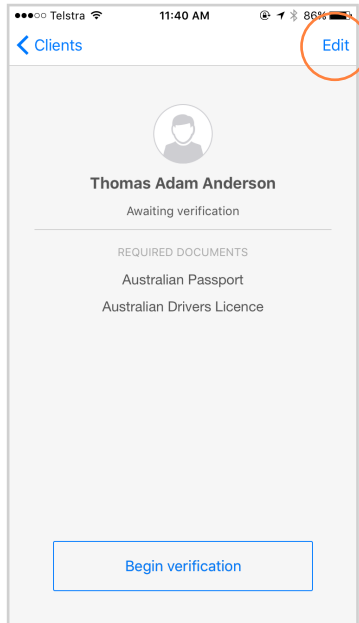 Telstra 11:40 AM 86%
Clients Edit
Thomas Adam Anderson
Awaiting verification
REQUIRED DOCUMENTS
Australian Passport
Australian Drivers Licence
Begin verification